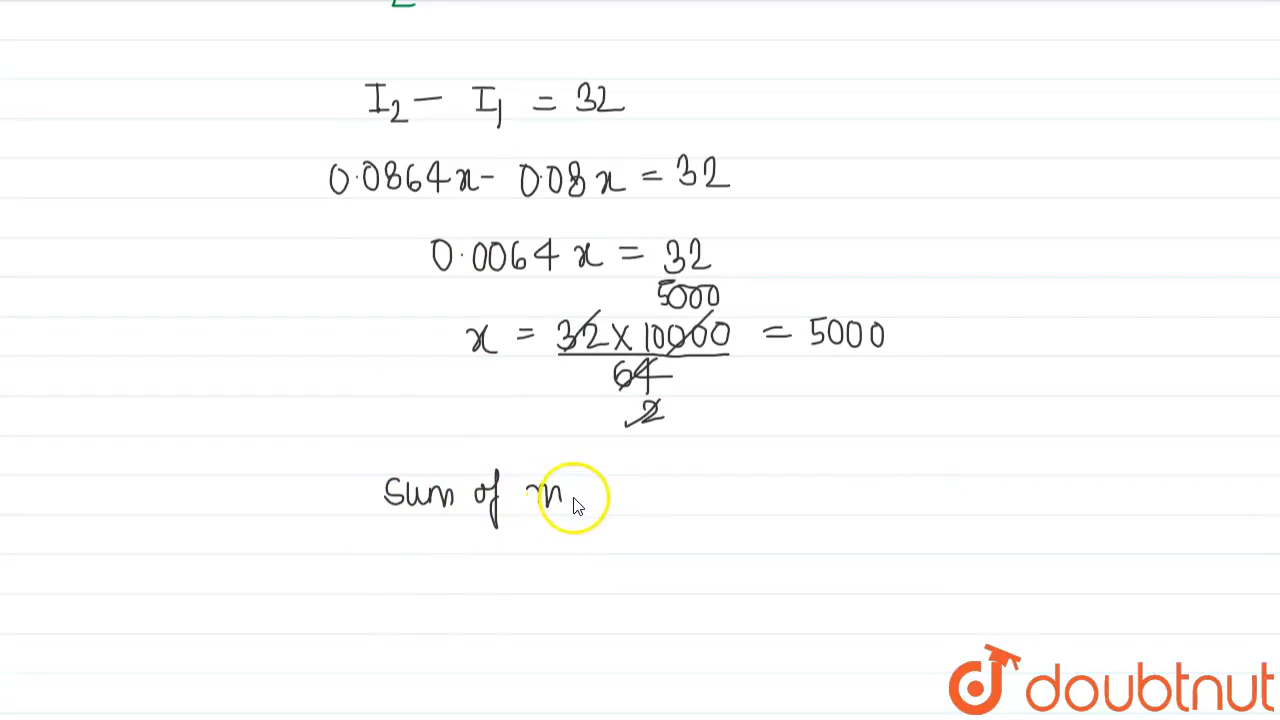 I2 - I1 = 32
0.0864x - 0.08x = 32
0.0064 x = 32
5000
x = 32 x 10000 / 64 = 5000
2
Sum of m
doubtnut